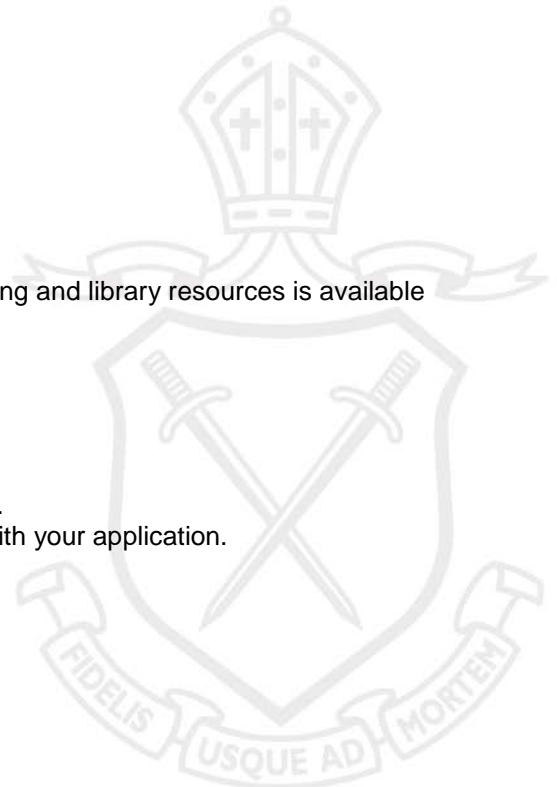 ng and library resources is available
.
ith your application.
FIDELIS
USQUE AD
MORTEM